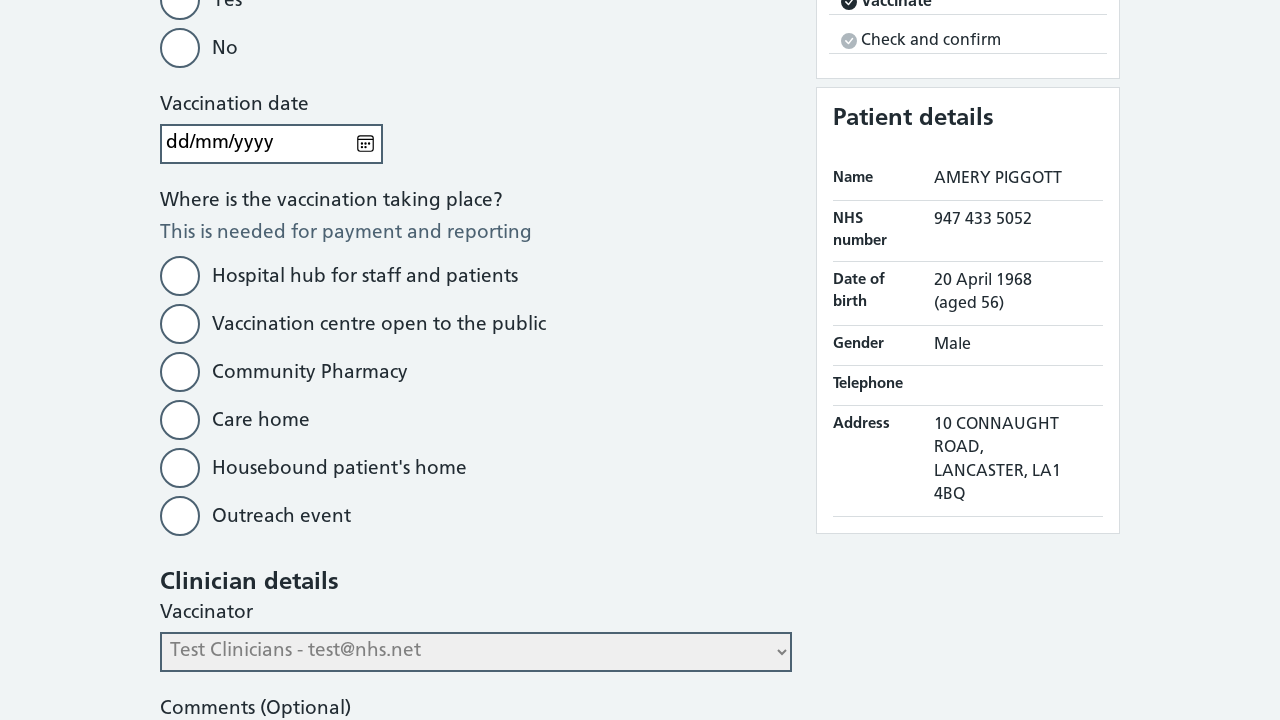 Yes
No
Vaccination date
dd/mm/yyyy
Where is the vaccination taking place?
This is needed for payment and reporting
Hospital hub for staff and patients
Vaccination centre open to the public
Community Pharmacy
Care home
Housebound patient's home
Outreach event
Clinician details
Vaccinator
Test Clinicians - test@nhs.net
Comments (Optional)
Vaccinate
Check and confirm
Patient details
Name AMERY PIGGOTT
NHS number 947 433 5052
Date of birth 20 April 1968 (aged 56)
Gender Male
Telephone
Address 10 CONNAUGHT
ROAD,
LANCASTER, LA1
4BQ